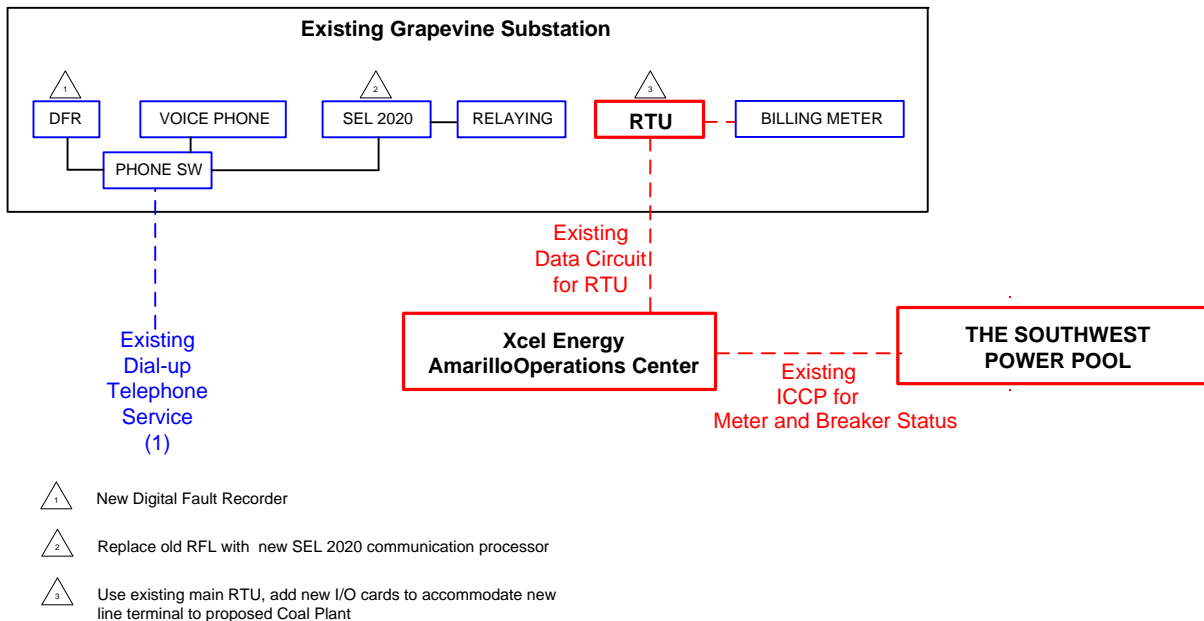 Existing Grapevine Substation
1
2
3
DFR
VOICE PHONE
SEL 2020
RELAYING
RTU
BILLING METER
PHONE SW
Existing
Data Circuit
for RTU
Existing
Dial-up
Telephone
Service
(1)
Xcel Energy
AmarilloOperations Center
THE SOUTHWEST
POWER POOL
Existing
ICCP for
Meter and Breaker Status
1 New Digital Fault Recorder
2 Replace old RFL with new SEL 2020 communication processor
3 Use existing main RTU, add new I/O cards to accommodate new
line terminal to proposed Coal Plant